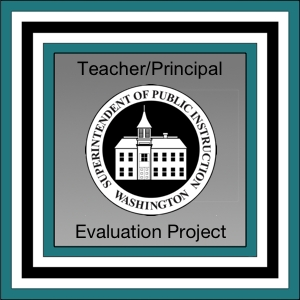 Teacher/Principal
SUPERINTENDENT OF PUBLIC INSTRUCTION
WASHINGTON
Evaluation Project